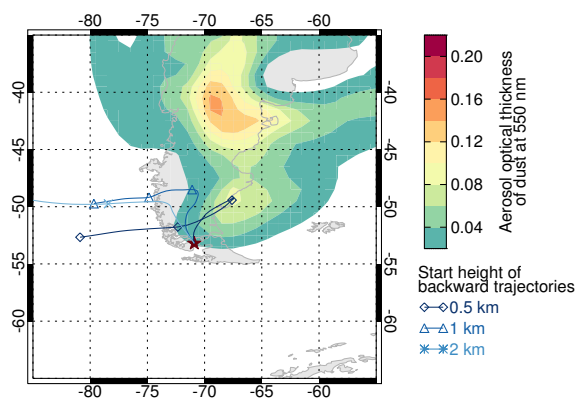 -80 -75 -70 -65 -60
-40
-45
-50
-55
-60
-40
-45
-50
-55
-60
-80 -75 -70 -65 -60
0.20
0.16
0.12
0.08
0.04
Aerosol optical thickness
of dust at 550 nm
Start height of
backward trajectories
0.5 km
1 km
2 km